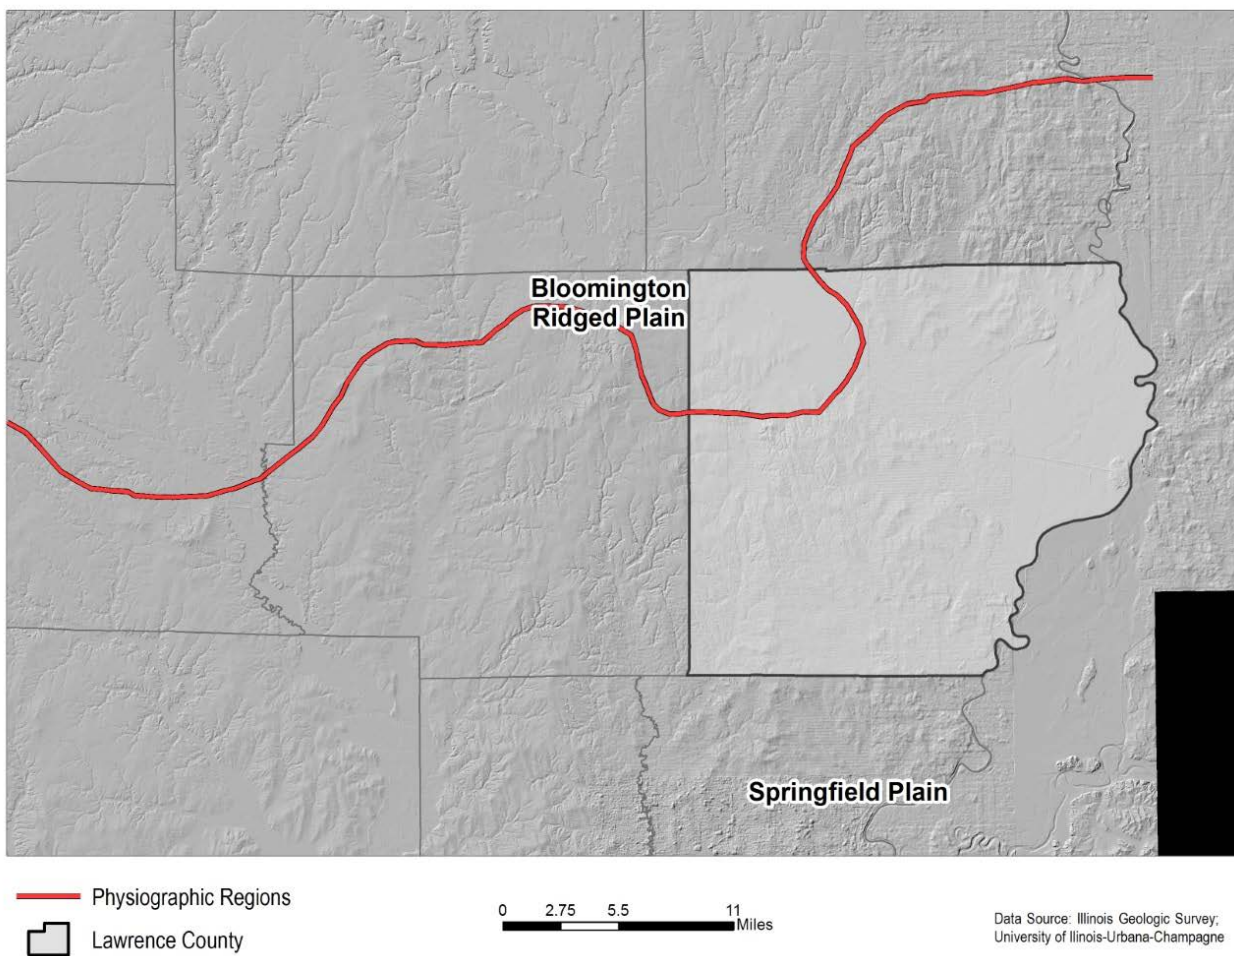 Bloomington
Ridged Plain
Springfield Plain
Physiographic Regions
Lawrence County
0 2.75 5.5 11
Miles
Data Source: Illinois Geologic Survey;
University of Ilinois-Urbana-Champagne